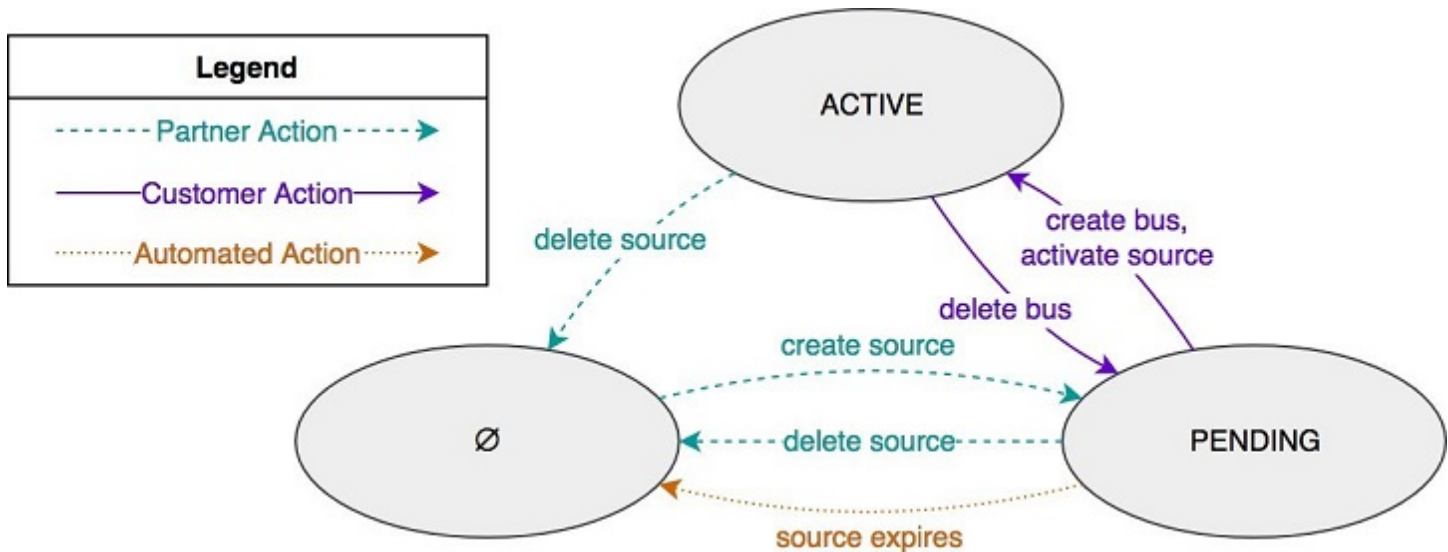 Legend
Partner Action
Customer Action
Automated Action
ACTIVE
delete source
create bus,
activate source
delete bus
create source
∅
delete source
PENDING
source expires